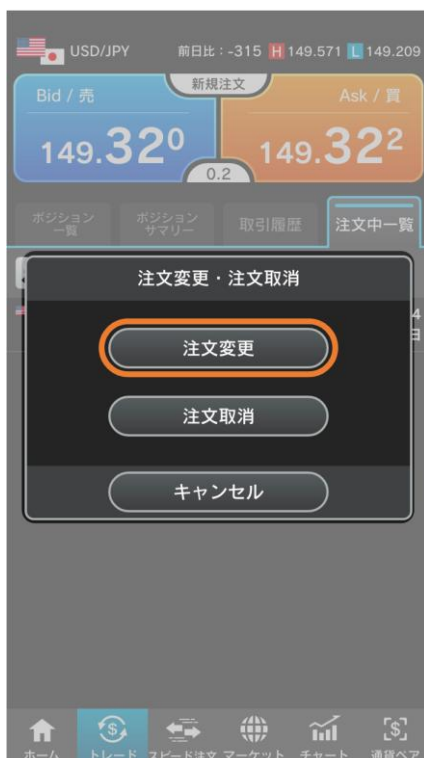 USD/JPY 前日比：-315 H 149.571 L 149.209
新規注文
Bid / 売
Ask / 買
149.320
149.322
0.2
ポジション
一覧
ポジション
サマリー
取引履歴
注文中一覧
注文変更・注文取消
4
日
注文変更
注文取消
キャンセル
ホーム トレード スピード注文 マーケット チャート 通貨ペア